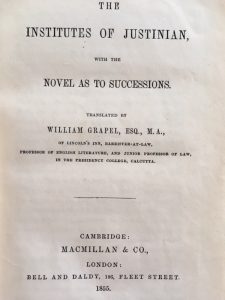 THE
INSTITUTES OF JUSTINIAN,
WITH THE
NOVEL AS TO SUCCESSIONS.
TRANSLATED BY
WILLIAM GRAPEL, ESQ., M.A.,
OF LINCOLN'S INN, BARRISTER-AT-LAW,
PROFESSOR OF ENGLISH LITERATURE, AND JUNIOR PROFESSOR OF LAW,
IN THE PRESIDENCY COLLEGE, CALCUTTA.
CAMBRIDGE:
MACMILLAN & CO.,
LONDON:
BELL AND DALDY, 186, FLEET STREET.
1855.